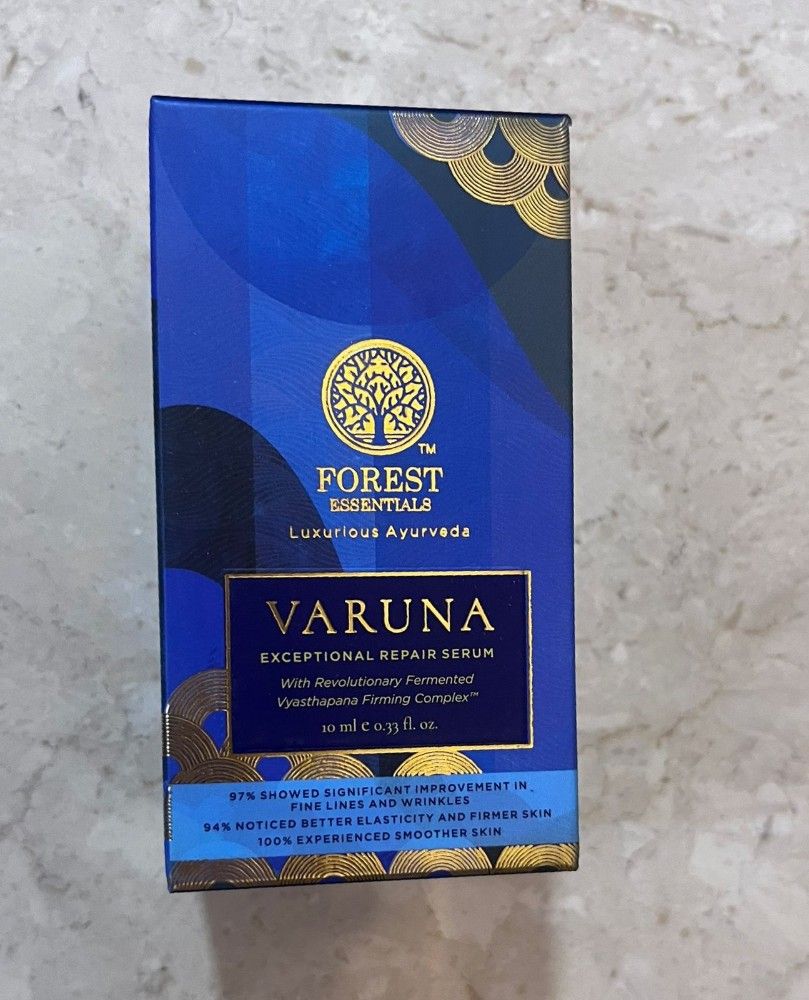 TM
FOREST
ESSENTIALS
Luxurious Ayurveda
VARUNA
EXCEPTIONAL REPAIR SERUM
With Revolutionary Fermented
Vyasthapana Firming Complex™
10 ml e 0.33 fl. oz.
97% SHOWED SIGNIFICANT IMPROVEMENT IN
FINE LINES AND WRINKLES
94% NOTICED BETTER ELASTICITY AND FIRMER SKIN
100% EXPERIENCED SMOOTHER SKIN